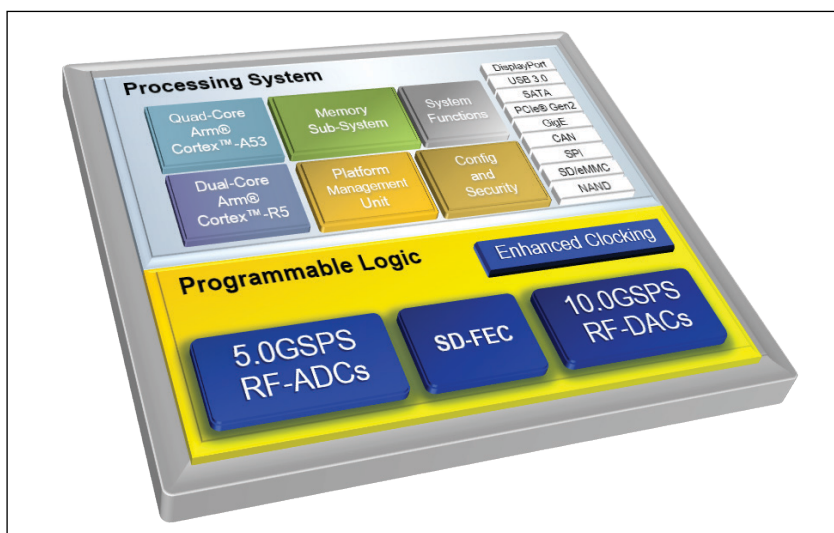 Processing System
Quad-Core
Arm®
Cortex™-A53
Memory
Sub-System
System
Functions
Dual-Core
Arm®
Cortex™-R5
Platform
Management
Unit
Config
and
Security
DisplayPort
USB 3.0
SATA
PCIe® Gen2
GigE
CAN
SPI
SD/eMMC
NAND
Programmable Logic
Enhanced Clocking
5.0GSPS
RF-ADCs
SD-FEC
10.0GSPS
RF-DACs